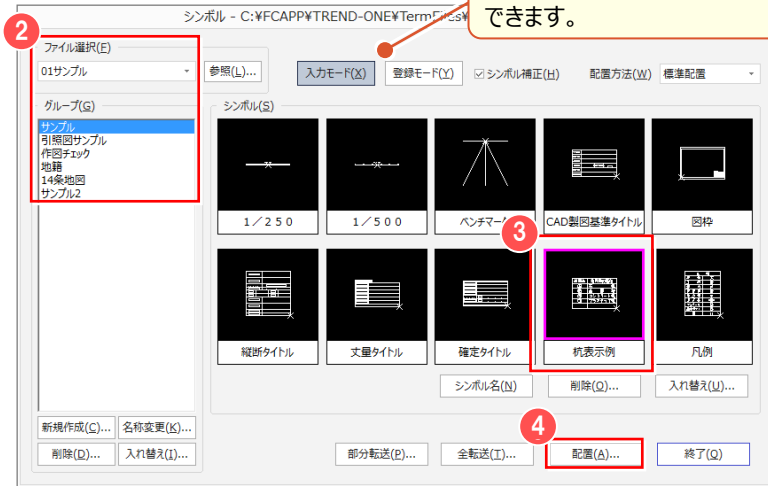 できます。
シンボル - C:¥FCAPP¥TREND-ONE¥TermFiles¥
2
ファイル選択(F)
01サンプル
参照(L)...
入力モード(X)
登録モード(Y)
シンボル補正(H)
配置方法(W)
標準配置
グループ(G)
サンプル
引照図サンプル
作図チェック
地籍
14条地図
サンプル2
シンボル(S)
1/250
1/500
ベンチマーク
CAD製図基準タイトル
図枠
3
縦断タイトル
丈量タイトル
確定タイトル
杭表示例
凡例
シンボル名(N)
削除(O)...
入れ替え(U)...
新規作成(C)...
名称変更(K)...
削除(D)...
入れ替え(I)...
4
部分転送(P)...
全転送(T)...
配置(A)...
終了(Q)